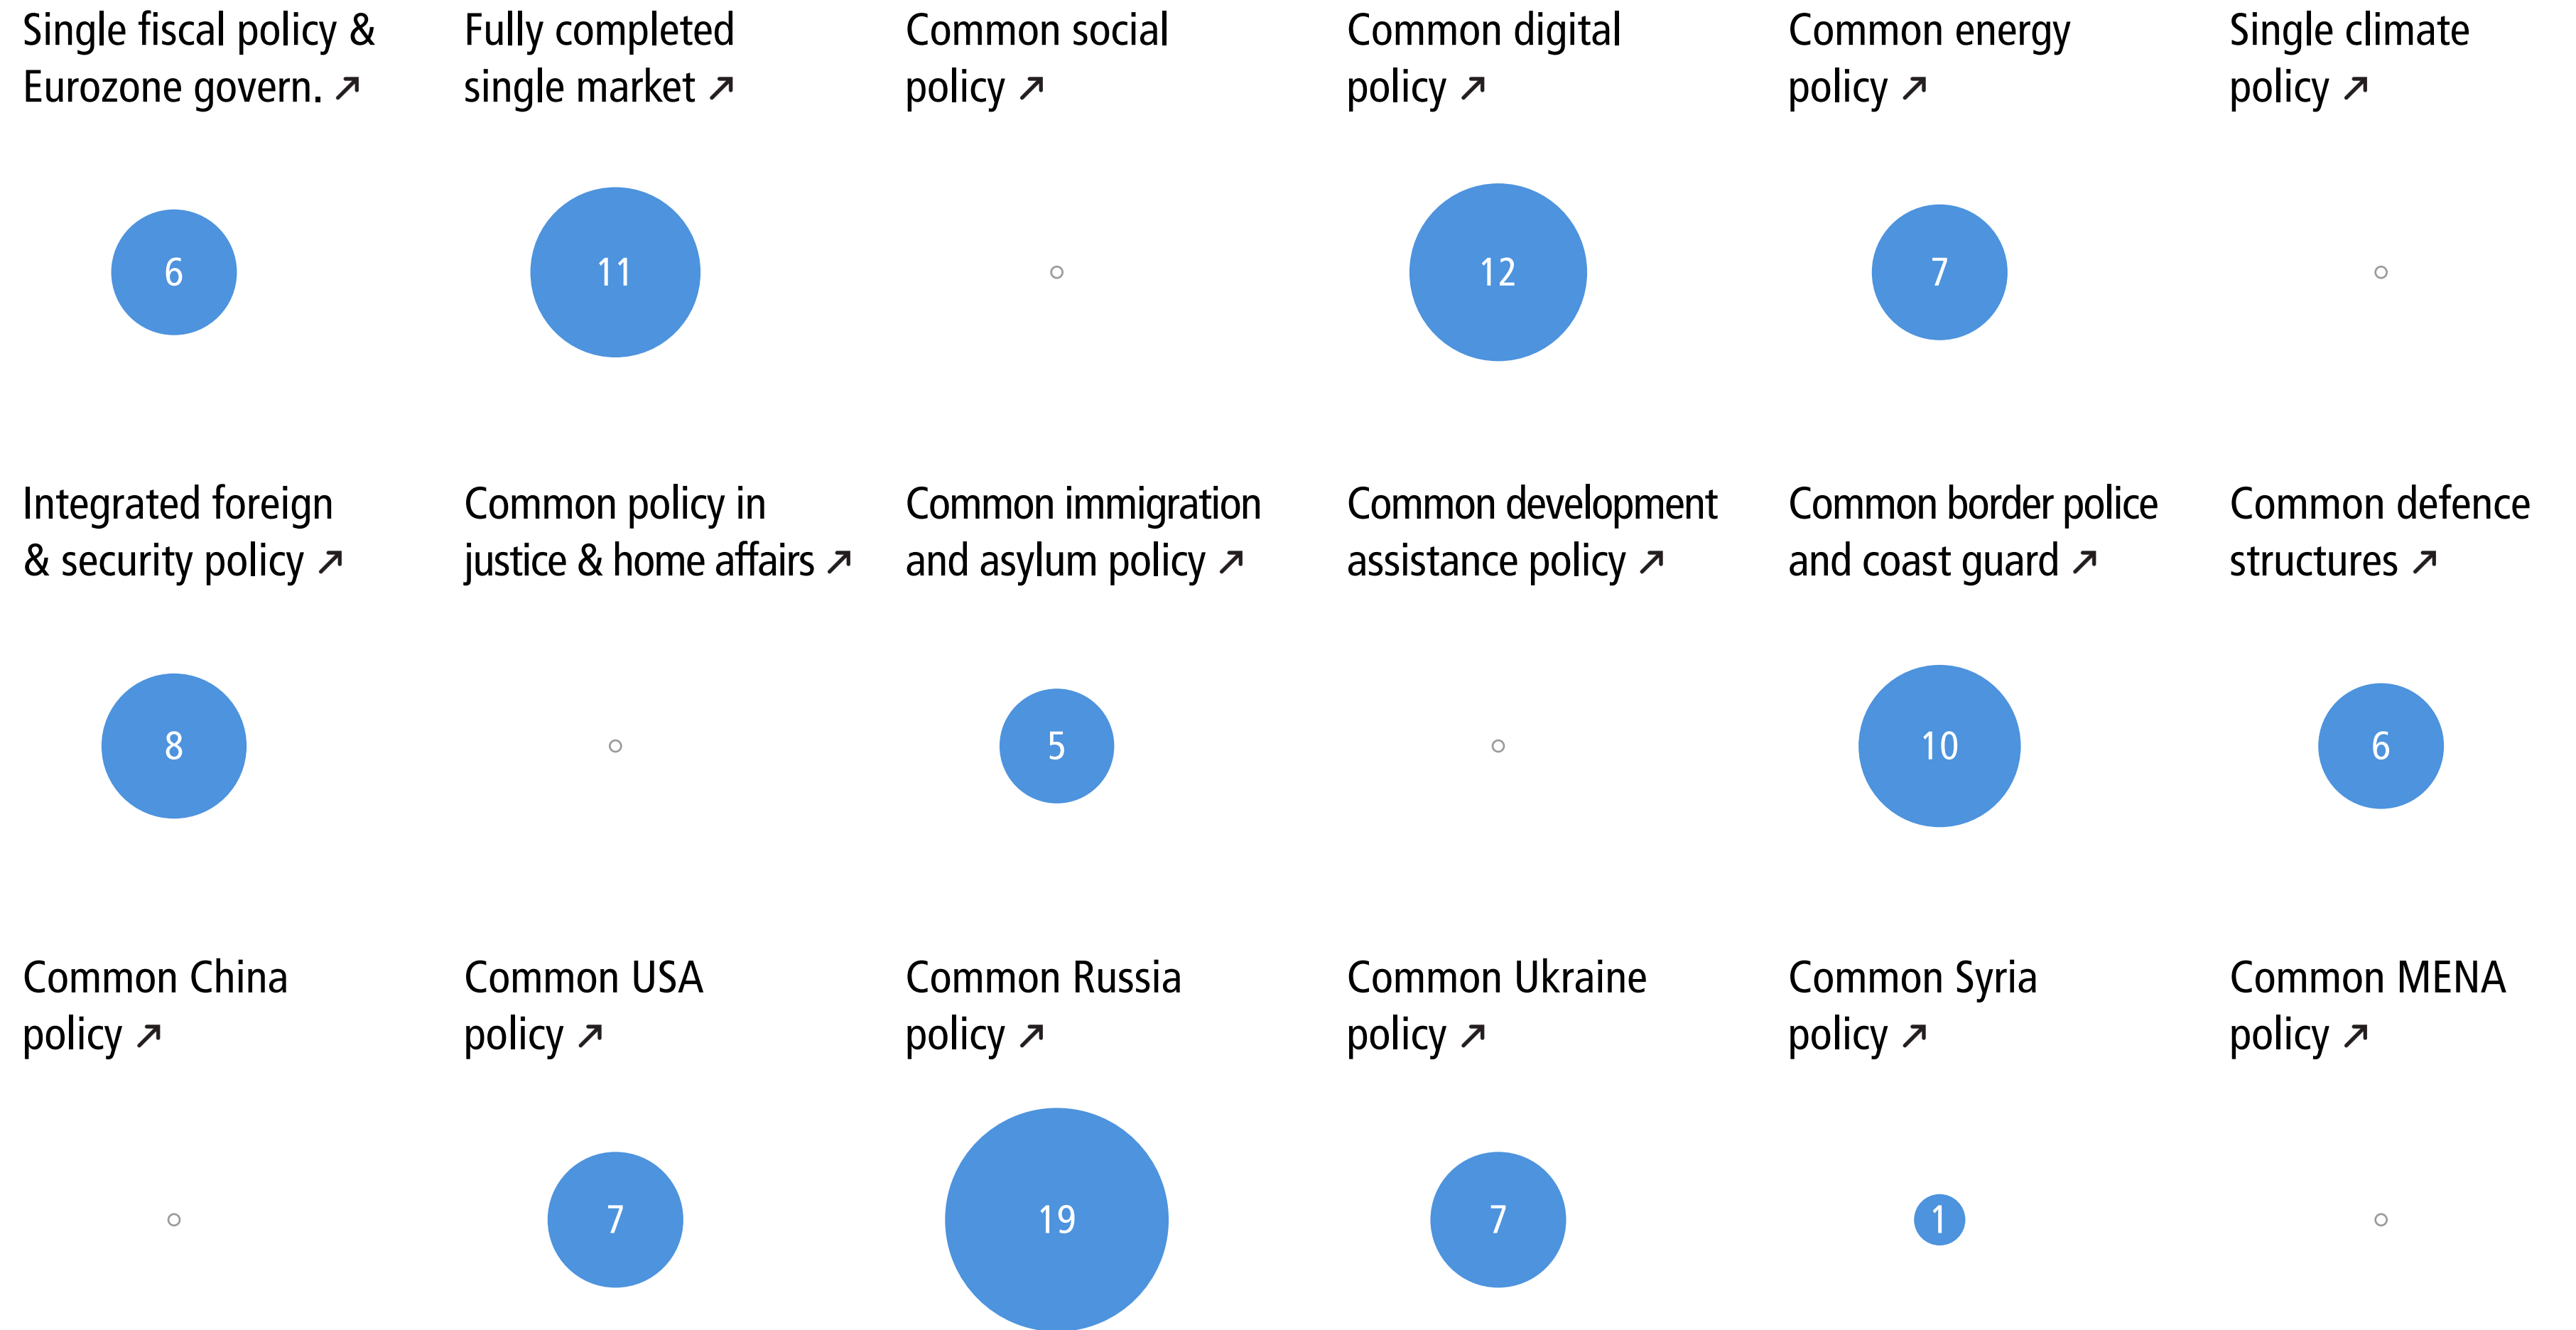 Single fiscal policy &
Eurozone govern. ↗
Fully completed
single market ↗
Common social
policy ↗
Common digital
policy ↗
Common energy
policy ↗
Single climate
policy ↗
6
11
12
7
Integrated foreign
& security policy ↗
Common policy in
justice & home affairs ↗
Common immigration
and asylum policy ↗
Common development
assistance policy ↗
Common border police
and coast guard ↗
Common defence
structures ↗
8
5
10
6
Common China
policy ↗
Common USA
policy ↗
Common Russia
policy ↗
Common Ukraine
policy ↗
Common Syria
policy ↗
Common MENA
policy ↗
7
19
7
1